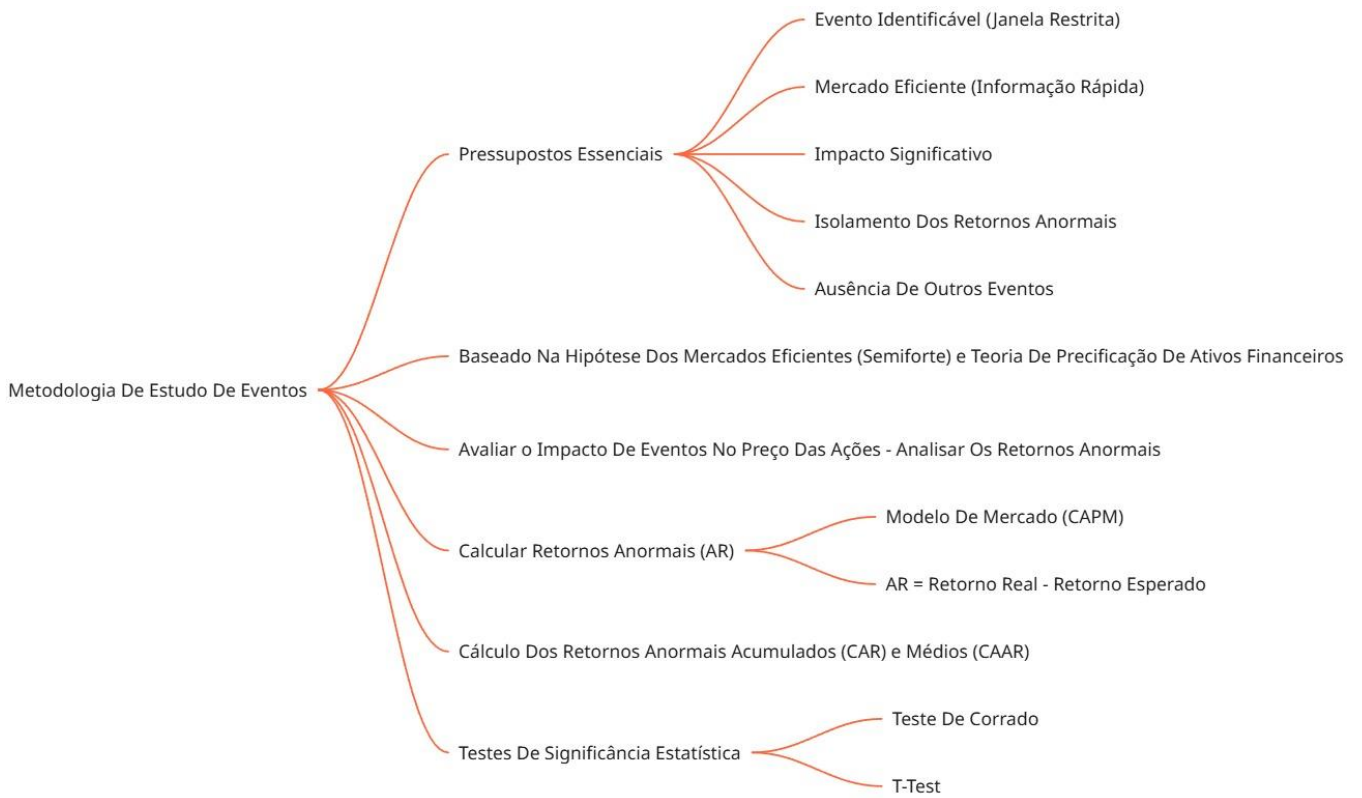 Metodologia De Estudo De Eventos
Pressupostos Essenciais
Evento Identificável (Janela Restrita)
Mercado Eficiente (Informação Rápida)
Impacto Significativo
Isolamento Dos Retornos Anormais
Ausência De Outros Eventos
Baseado Na Hipótese Dos Mercados Eficientes (Semiforte) e Teoria De Precificação De Ativos Financeiros
Avaliar o Impacto De Eventos No Preço Das Ações - Analisar Os Retornos Anormais
Calcular Retornos Anormais (AR)
Modelo De Mercado (CAPM)
AR = Retorno Real - Retorno Esperado
Cálculo Dos Retornos Anormais Acumulados (CAR) e Médios (CAAR)
Testes De Significância Estatística
Teste De Corrado
T-Test